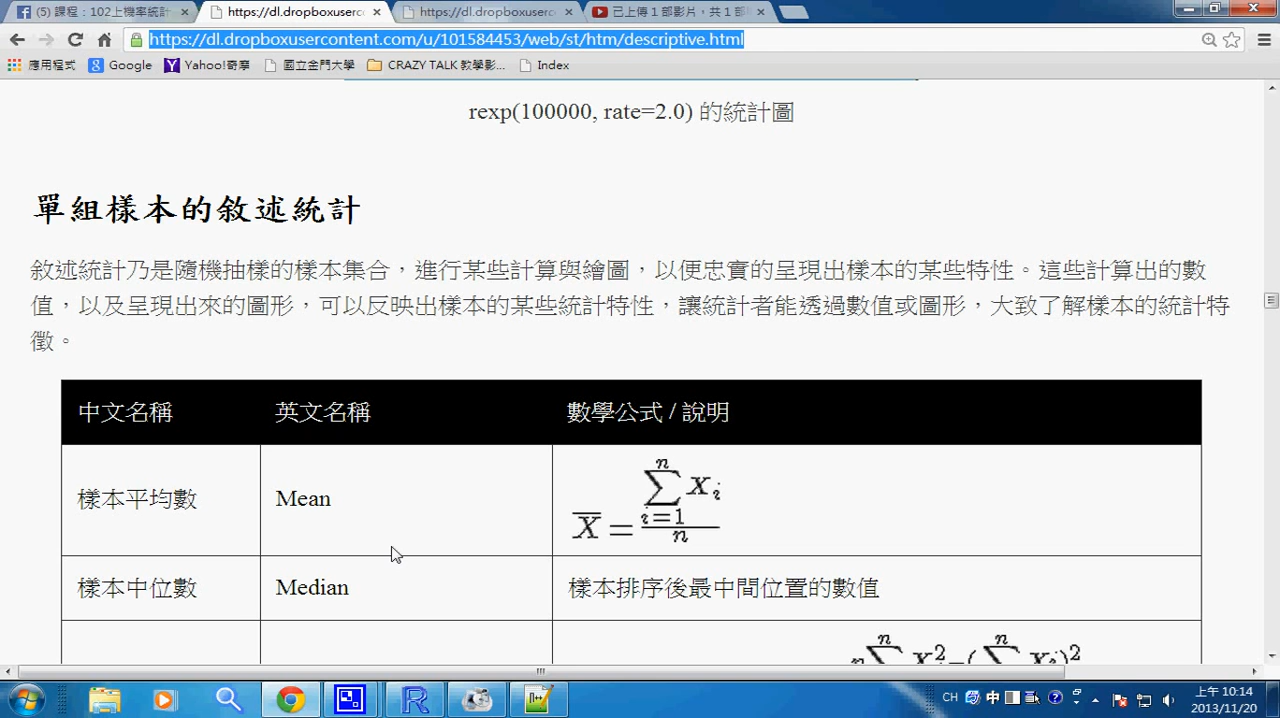 (5) 課程：102上機率統計
https://dl.dropboxuserco
https://dl.dropboxuserco
已上傳 1 部影片，共 1 部
https://dl.dropboxusercontent.com/u/101584453/web/st/htm/descriptive.html
應用程式 Google Yahoo!奇摩 國立金門大學 CRAZY TALK 教學影... Index
rexp(100000, rate=2.0) 的統計圖
單組樣本的敘述統計
敘述統計乃是隨機抽樣的樣本集合，進行某些計算與繪圖，以便忠實的呈現出樣本的某些特性。這些計算出的數
值，以及呈現出來的圖形，可以反映出樣本的某些統計特性，讓統計者能透過數值或圖形，大致了解樣本的統計特
徵。
中文名稱 英文名稱 數學公式 / 說明
樣本平均數 Mean X̄ = ∑_{i=1}^{n} X_i / n
樣本中位數 Median 樣本排序後最中間位置的數值
n∑X_i^2−(∑X_i)^2
CH 中 上午 10:14
2013/11/20